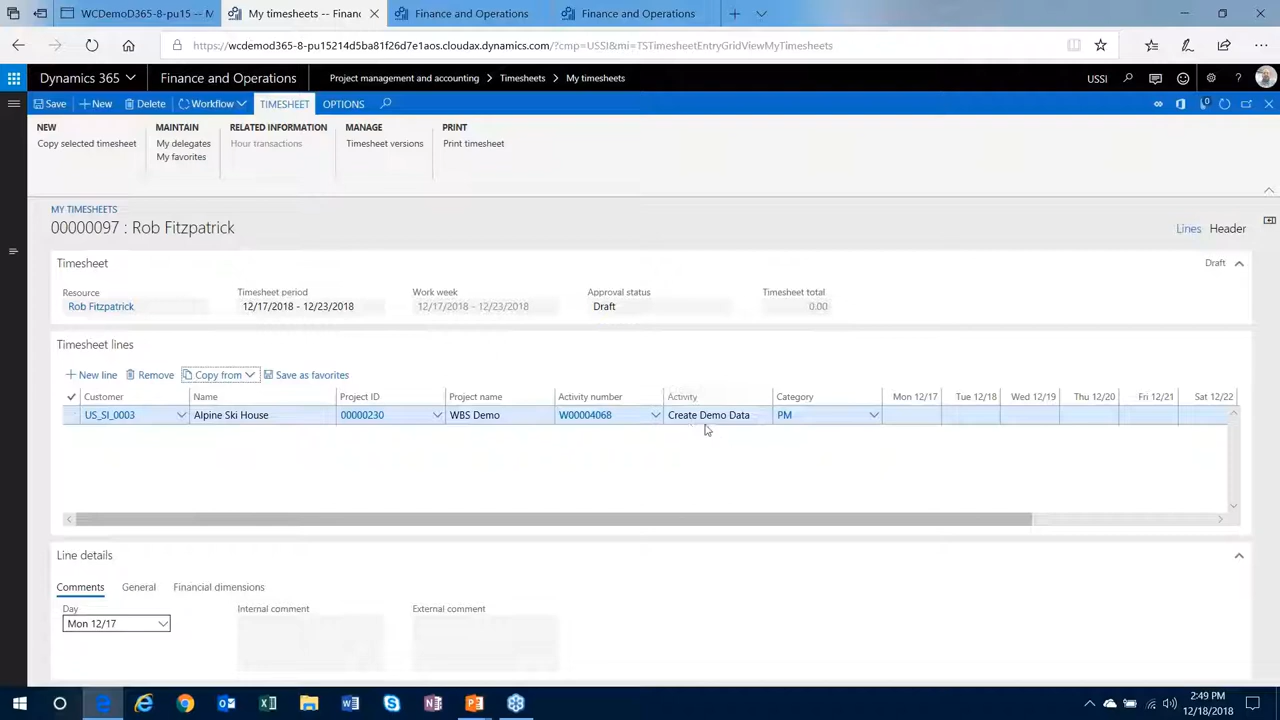 WCDemoD365-8-pu15 -- M
My timesheets -- Financ
Finance and Operations
Finance and Operations
https://wcdemod365-8-pu15214d5ba81f26d7e1aos.cloudax.dynamics.com/?cmp=USSI&mi=TSTimesheetEntryGridViewMyTimesheets
Dynamics 365
Finance and Operations
Project management and accounting > Timesheets > My timesheets
USSI
Save
New
Delete
Workflow
TIMESHEET
OPTIONS
NEW
Copy selected timesheet
MAINTAIN
My delegates
My favorites
RELATED INFORMATION
Hour transactions
MANAGE
Timesheet versions
PRINT
Print timesheet
MY TIMESHEETS
00000097 : Rob Fitzpatrick
Lines Header
Timesheet
Draft
Resource Timesheet period Work week Approval status Timesheet total
Rob Fitzpatrick 12/17/2018 - 12/23/2018 12/17/2018 - 12/23/2018 Draft 0.00
Timesheet lines
New line Remove Copy from Save as favorites
Customer Name Project ID Project name Activity number Activity Category Mon 12/17 Tue 12/18 Wed 12/19 Thu 12/20 Fri 12/21 Sat 12/22
US_SI_0003 Alpine Ski House 00000230 WBS Demo W00004068 Create Demo Data PM
Line details
Comments General Financial dimensions
Day Internal comment External comment
Mon 12/17
2:49 PM
12/18/2018